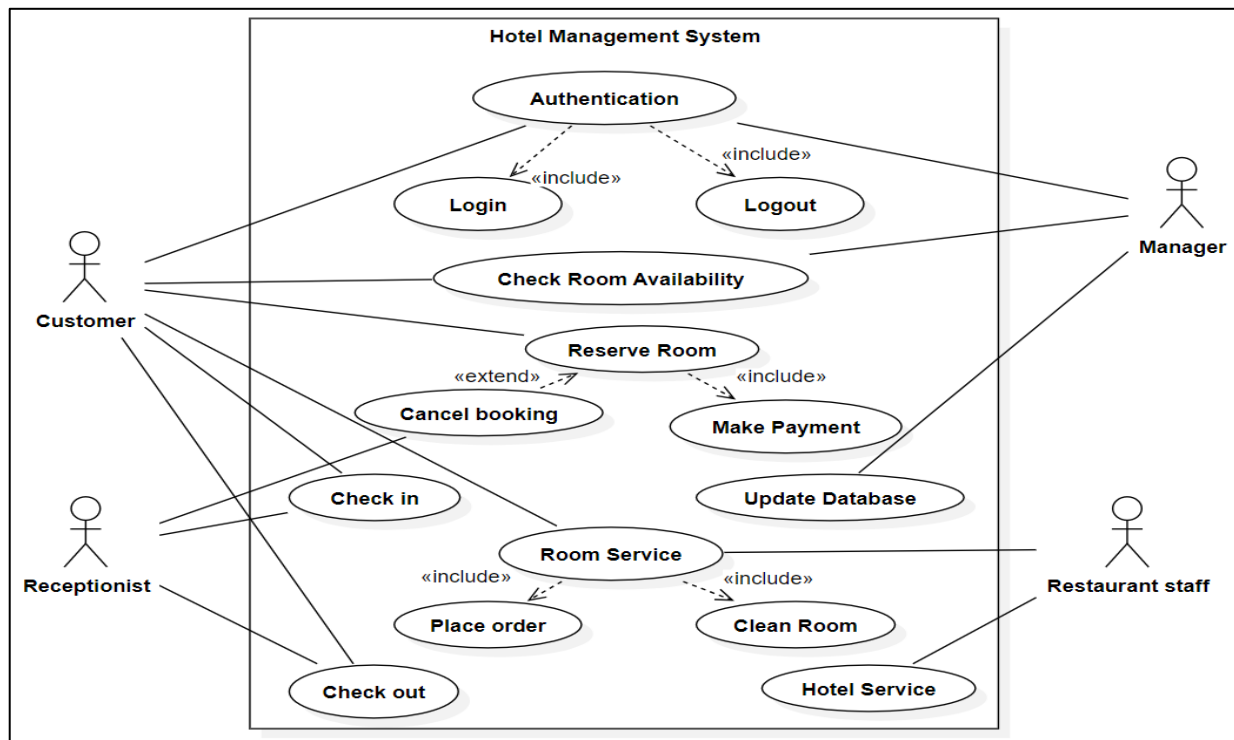 Hotel Management System
Authentication
«include»
«include»
Login
Logout
Manager
Check Room Availability
Customer
Reserve Room
«extend»
«include»
Cancel booking
Make Payment
Check in
Update Database
Room Service
Receptionist
«include»
«include»
Restaurant staff
Place order
Clean Room
Check out
Hotel Service